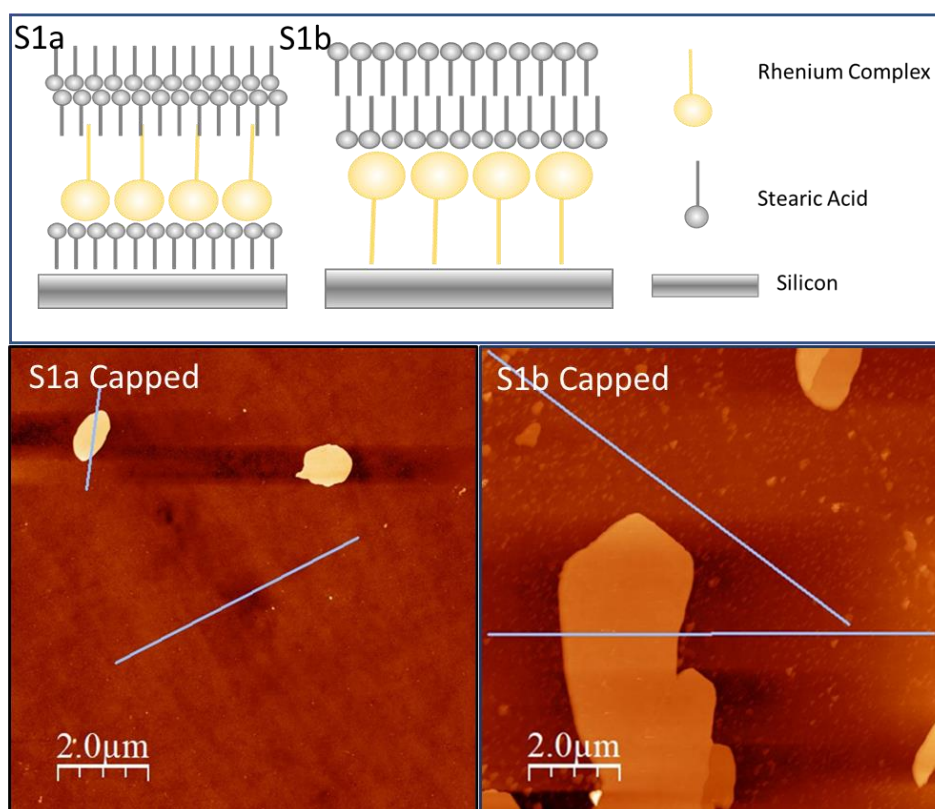 S1a
S1b
Rhenium Complex
Stearic Acid
Silicon
S1a Capped
S1b Capped
2.0µm
2.0µm